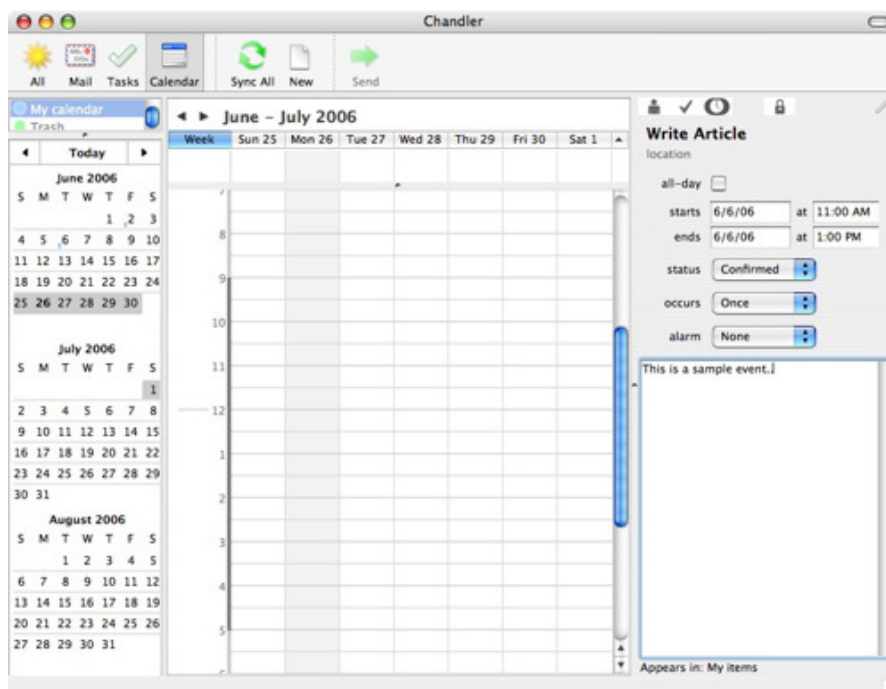 Chandler
All Mail Tasks Calendar Sync All New Send
My calendar
Trash
Today
June 2006
S M T W T F S
1 2 3
4 5 6 7 8 9 10
11 12 13 14 15 16 17
18 19 20 21 22 23 24
25 26 27 28 29 30
July 2006
S M T W T F S
1
2 3 4 5 6 7 8
9 10 11 12 13 14 15
16 17 18 19 20 21 22
23 24 25 26 27 28 29
30 31
August 2006
S M T W T F S
1 2 3 4 5
6 7 8 9 10 11 12
13 14 15 16 17 18 19
20 21 22 23 24 25 26
27 28 29 30 31
June – July 2006
Week Sun 25 Mon 26 Tue 27 Wed 28 Thu 29 Fri 30 Sat 1
8
9
10
11
12
1
2
3
4
5
Write Article
location
all-day
starts 6/6/06 at 11:00 AM
ends 6/6/06 at 1:00 PM
status Confirmed
occurs Once
alarm None
This is a sample event.
Appears in: My items